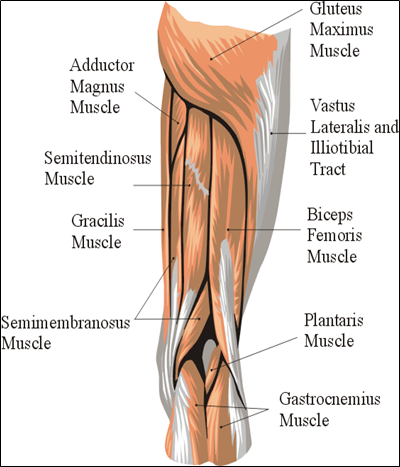 Gluteus
Maximus
Muscle
Adductor
Magnus
Muscle
Vastus
Lateralis and
Illiotibial
Tract
Semitendinosus
Muscle
Gracilis
Muscle
Biceps
Femoris
Muscle
Semimembranosus
Muscle
Plantaris
Muscle
Gastrocnemius
Muscle